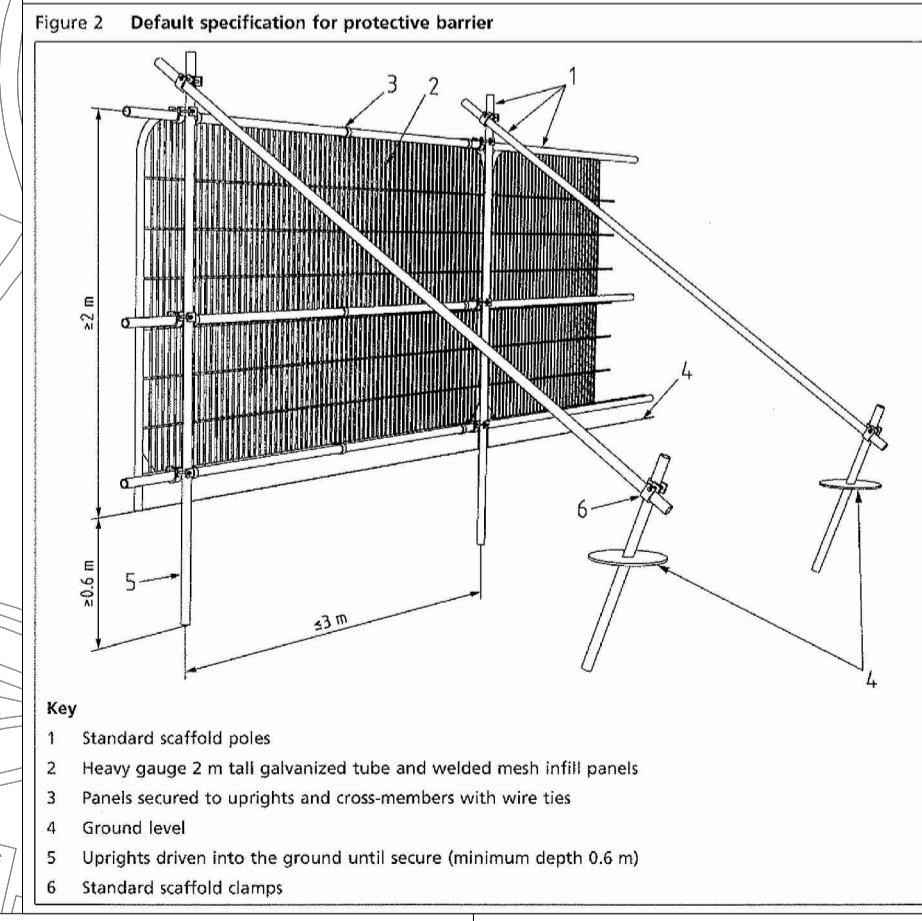 Figure 2 Default specification for protective barrier
1
3
2
≥2 m
4
6
5
≥0.6 m
≤3 m
4
Key
1 Standard scaffold poles
2 Heavy gauge 2 m tall galvanized tube and welded mesh infill panels
3 Panels secured to uprights and cross-members with wire ties
4 Ground level
5 Uprights driven into the ground until secure (minimum depth 0.6 m)
6 Standard scaffold clamps